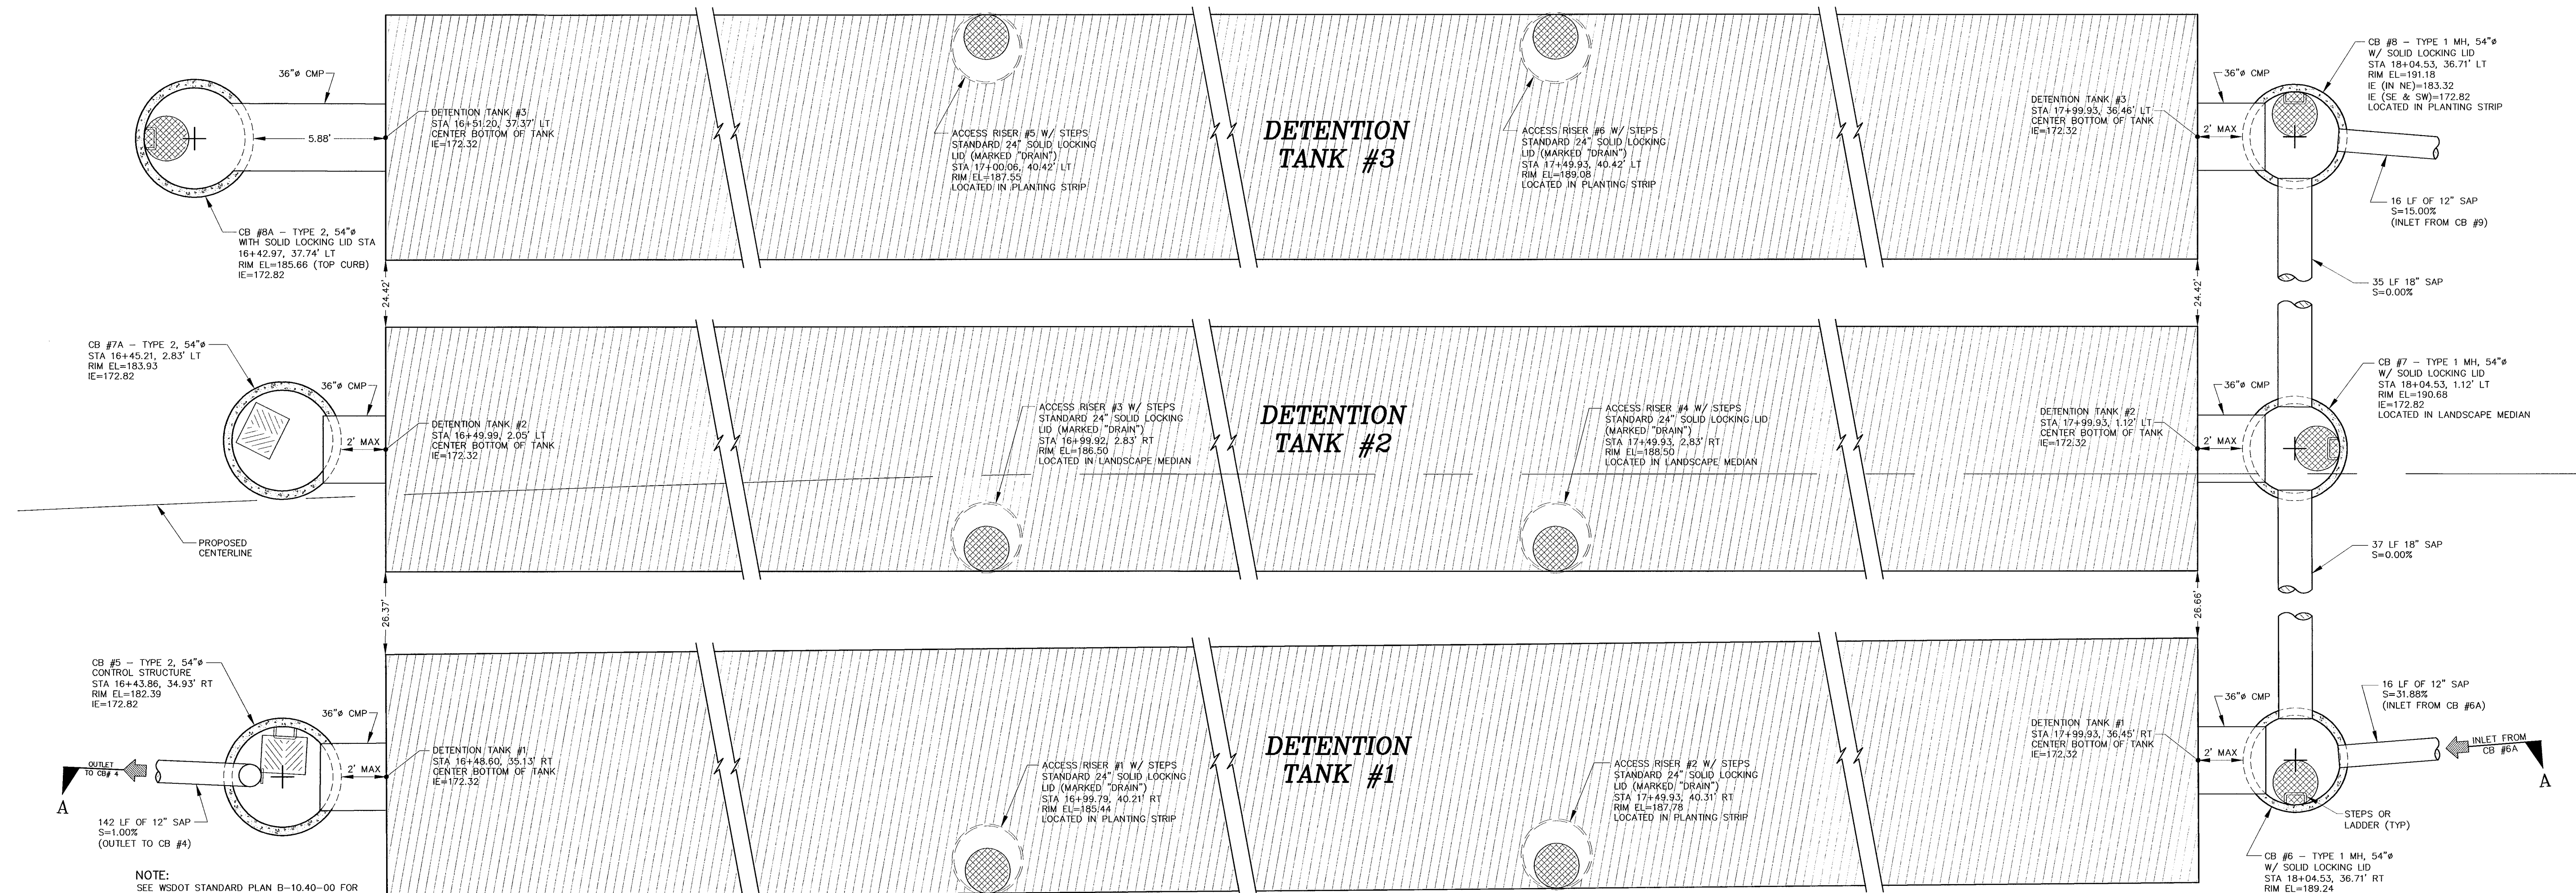 36"ø CMP
5.88'
DETENTION TANK #3
STA 16+51.20, 37.37' LT
CENTER BOTTOM OF TANK
IE=172.32
CB #8A – TYPE 2, 54"ø
WITH SOLID LOCKING LID STA
16+42.97, 37.74' LT
RIM EL=185.66 (TOP CURB)
IE=172.82
ACCESS RISER #5 W/ STEPS
STANDARD 24" SOLID LOCKING
LID (MARKED "DRAIN")
STA 17+00.06, 40.42' LT
RIM EL=187.55
LOCATED IN PLANTING STRIP
DETENTION
TANK #3
ACCESS RISER #6 W/ STEPS
STANDARD 24" SOLID LOCKING
LID (MARKED "DRAIN")
STA 17+49.93, 40.42' LT
RIM EL=189.08
LOCATED IN PLANTING STRIP
DETENTION TANK #3
STA 17+99.93, 36.46' LT
CENTER BOTTOM OF TANK
IE=172.32
36"ø CMP
2' MAX
CB #8 – TYPE 1 MH, 54"ø
W/ SOLID LOCKING LID
STA 18+04.53, 36.71' LT
RIM EL=191.18
IE (IN NE)=183.32
IE (SE & SW)=172.82
LOCATED IN PLANTING STRIP
16 LF OF 12" SAP
S=15.00%
(INLET FROM CB #9)
35 LF 18" SAP
S=0.00%
24.42'
24.42'
CB #7A – TYPE 2, 54"ø
STA 16+45.21, 2.83' LT
RIM EL=183.93
IE=172.82
36"ø CMP
2' MAX
DETENTION TANK #2
STA 16+49.99, 2.05' LT
CENTER BOTTOM OF TANK
IE=172.32
PROPOSED
CENTERLINE
ACCESS RISER #3 W/ STEPS
STANDARD 24" SOLID LOCKING
LID (MARKED "DRAIN")
STA 16+99.92, 2.83' RT
RIM EL=186.50
LOCATED IN LANDSCAPE MEDIAN
DETENTION
TANK #2
ACCESS RISER #4 W/ STEPS
STANDARD 24" SOLID LOCKING LID
(MARKED "DRAIN")
STA 17+49.93, 2.83' RT
RIM EL=188.50
LOCATED IN LANDSCAPE MEDIAN
DETENTION TANK #2
STA 17+99.93, 1.12' LT
CENTER BOTTOM OF TANK
IE=172.32
36"ø CMP
2' MAX
CB #7 – TYPE 1 MH, 54"ø
W/ SOLID LOCKING LID
STA 18+04.53, 1.12' LT
RIM EL=190.68
IE=172.82
LOCATED IN LANDSCAPE MEDIAN
37 LF 18" SAP
S=0.00%
26.37'
26.66'
CB #5 – TYPE 2, 54"ø
CONTROL STRUCTURE
STA 16+43.86, 34.93' RT
RIM EL=182.39
IE=172.82
36"ø CMP
2' MAX
OUTLET
TO CB# 4
A
142 LF OF 12" SAP
S=1.00%
(OUTLET TO CB #4)
DETENTION TANK #1
STA 16+48.60, 35.13' RT
CENTER BOTTOM OF TANK
IE=172.32
ACCESS RISER #1 W/ STEPS
STANDARD 24" SOLID LOCKING
LID (MARKED "DRAIN")
STA 16+99.79, 40.21' RT
RIM EL=185.44
LOCATED IN PLANTING STRIP
DETENTION
TANK #1
ACCESS RISER #2 W/ STEPS
STANDARD 24" SOLID LOCKING
LID (MARKED "DRAIN")
STA 17+49.93, 40.31' RT
RIM EL=187.78
LOCATED IN PLANTING STRIP
DETENTION TANK #1
STA 17+99.93, 36.45' RT
CENTER BOTTOM OF TANK
IE=172.32
36"ø CMP
2' MAX
16 LF OF 12" SAP
S=31.88%
(INLET FROM CB #6A)
INLET FROM
CB #6A
A
STEPS OR
LADDER (TYP)
CB #6 – TYPE 1 MH, 54"ø
W/ SOLID LOCKING LID
STA 18+04.53, 36.71' RT
RIM EL=189.24
NOTE:
SEE WSDOT STANDARD PLAN B–10.40–00 FOR